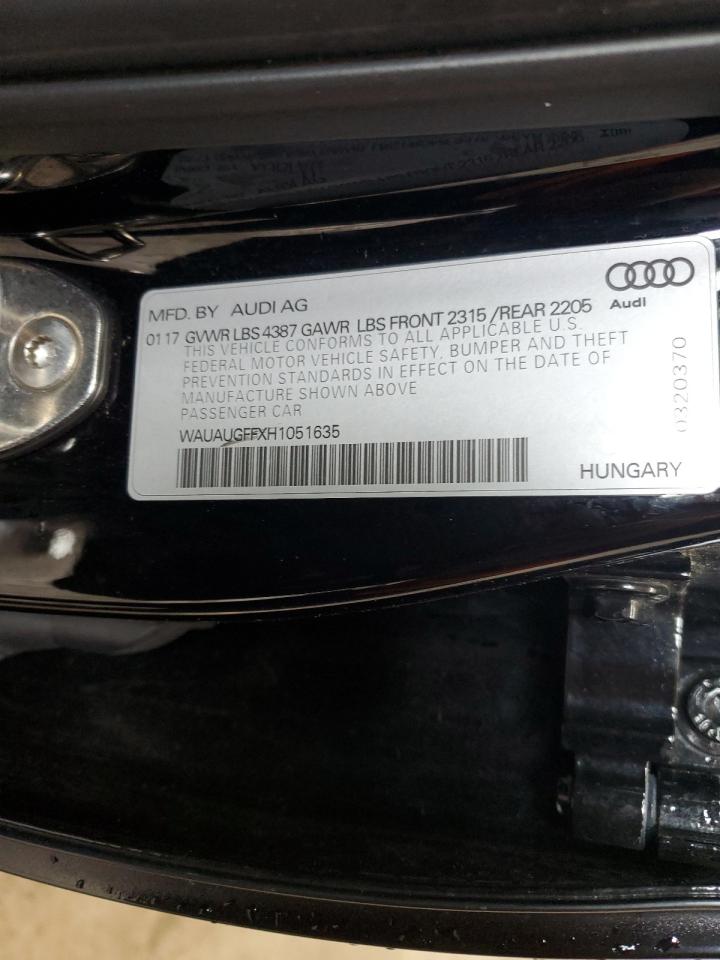 MFD. BY AUDI AG
Audi
01 17 GVWR LBS 4387 GAWR LBS FRONT 2315 /REAR 2205
THIS VEHICLE CONFORMS TO ALL APPLICABLE U.S.
FEDERAL MOTOR VEHICLE SAFETY, BUMPER AND THEFT
PREVENTION STANDARDS IN EFFECT ON THE DATE OF
MANUFACTURE SHOWN ABOVE
PASSENGER CAR
WAUAUGFFXH1051635
HUNGARY
0320370